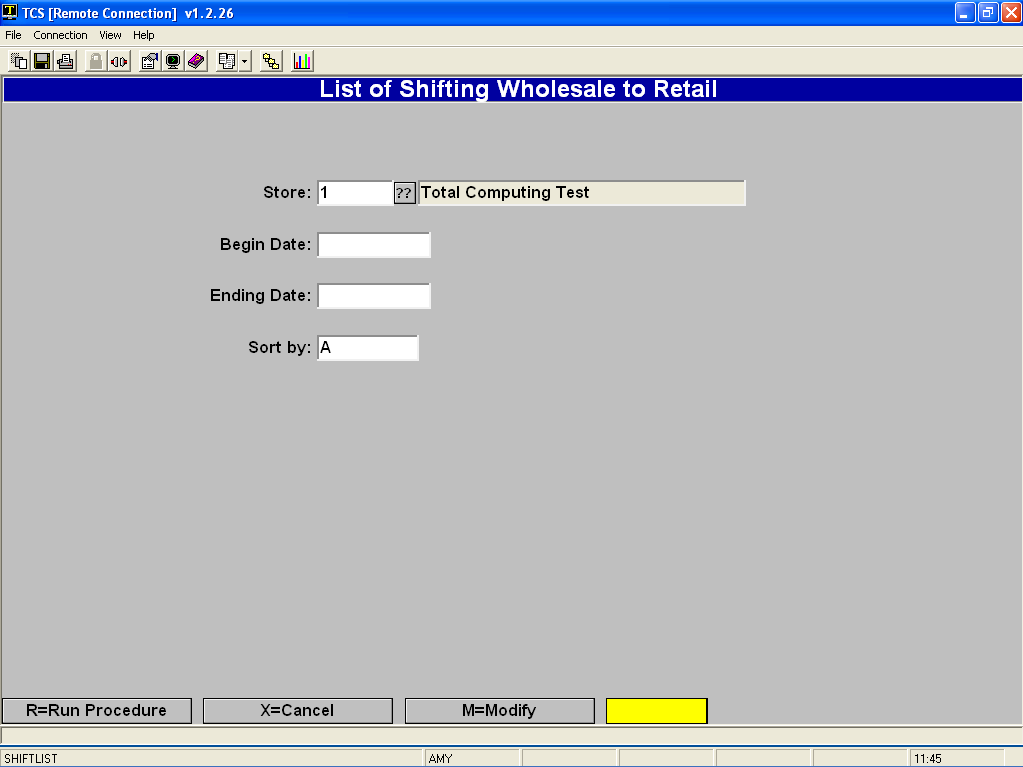 TCS [Remote Connection] v1.2.26
File Connection View Help
List of Shifting Wholesale to Retail
Store: 1 ?? Total Computing Test
Begin Date:
Ending Date:
Sort by: A
R=Run Procedure X=Cancel M=Modify
SHIFTLIST AMY 11:45